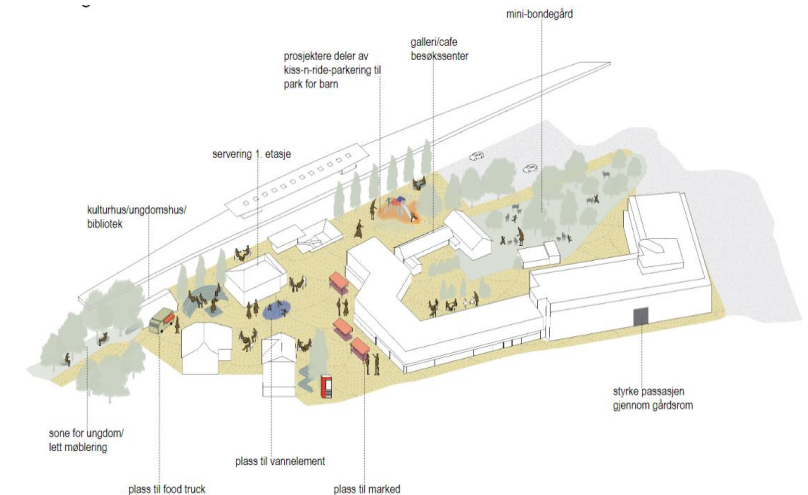 mini-bondegård
galleri/cafe
besøkssenter
prosjektere deler av
kiss-n-ride-parkering til
park for barn
servering 1. etasje
kulturhus/ungdomshus/
bibliotek
styrke passasjen
gjennom gårdsrom
sone for ungdom/
lett møblering
plass til vannelement
plass til food truck
plass til marked